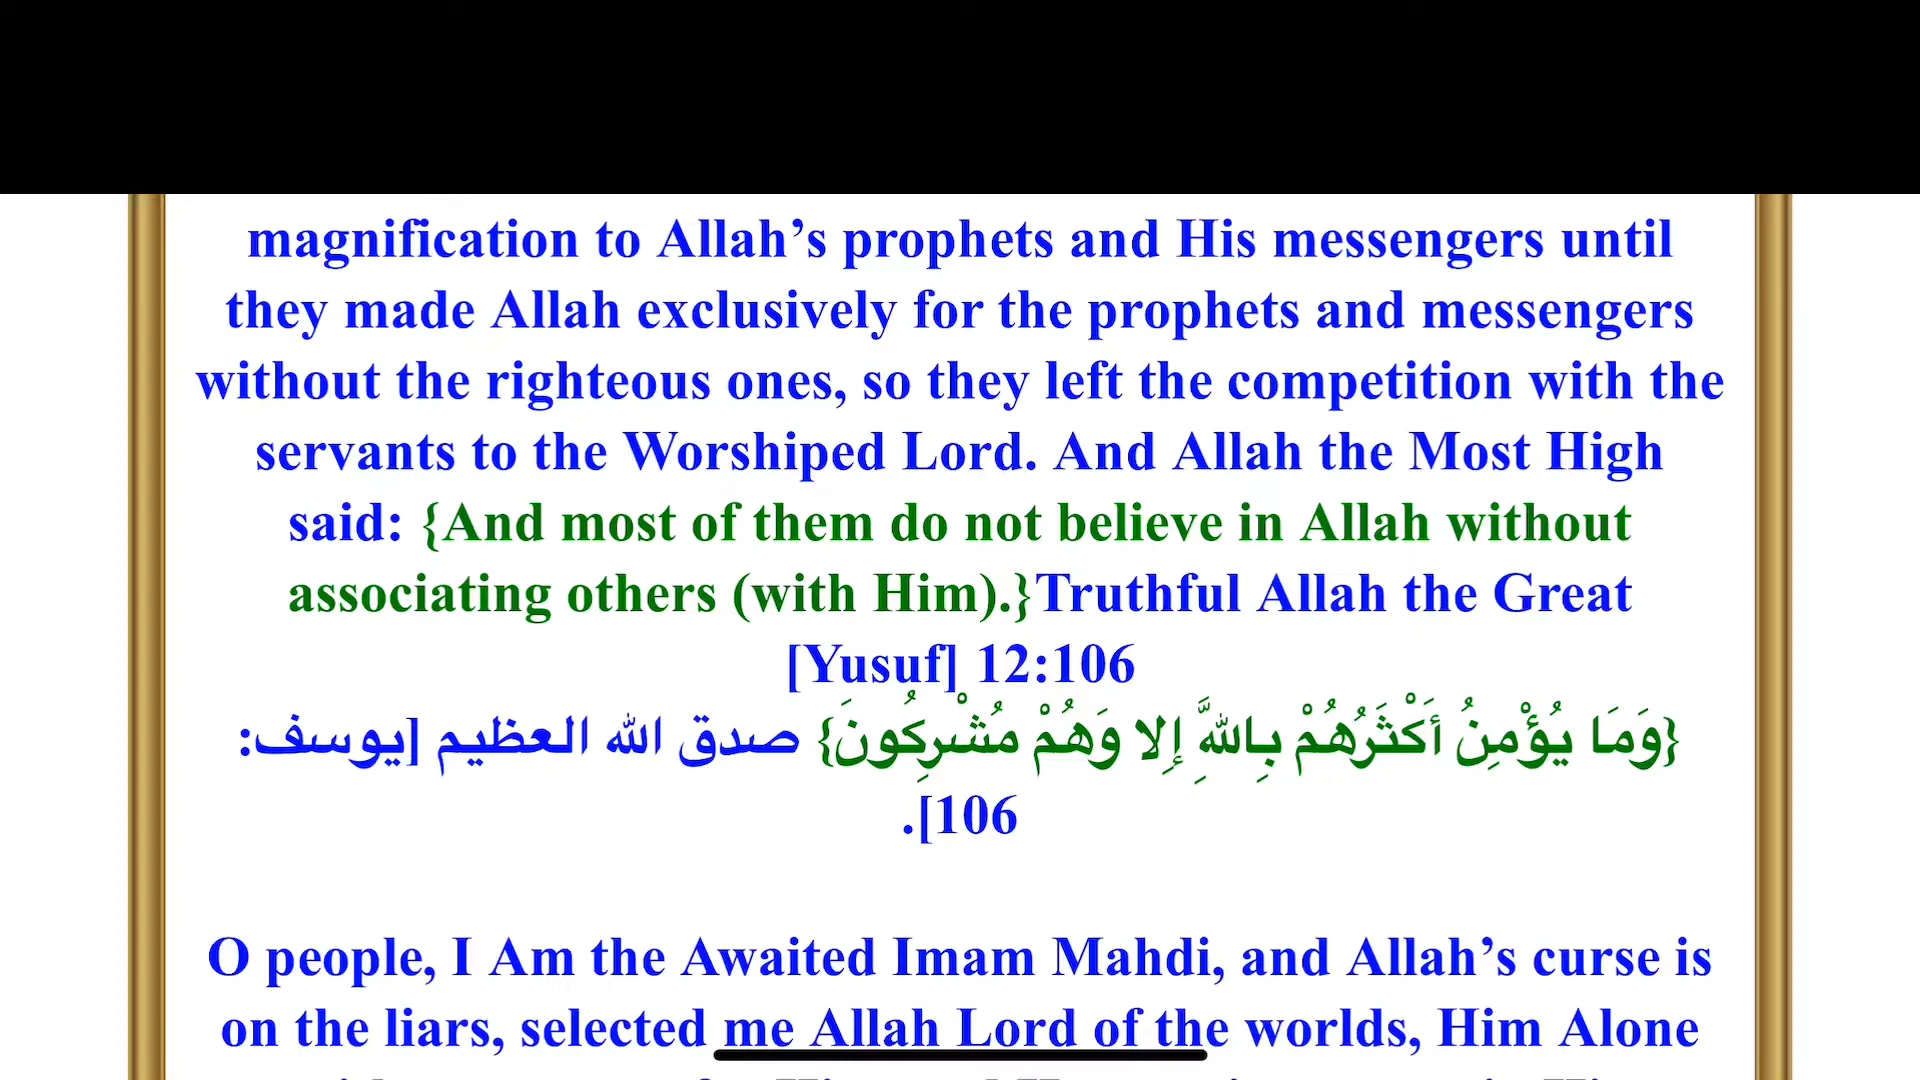 magnification to Allah’s prophets and His messengers until
they made Allah exclusively for the prophets and messengers
without the righteous ones, so they left the competition with the
servants to the Worshiped Lord. And Allah the Most High
said: {And most of them do not believe in Allah without
associating others (with Him).}Truthful Allah the Great
[Yusuf] 12:106
{وَمَا يُؤْمِنُ أَكْثَرُهُمْ بِاللَّهِ إِلا وَهُمْ مُشْرِكُونَ} صدق الله العظيم [يوسف:
106].
O people, I Am the Awaited Imam Mahdi, and Allah’s curse is
on the liars, selected me Allah Lord of the worlds, Him Alone